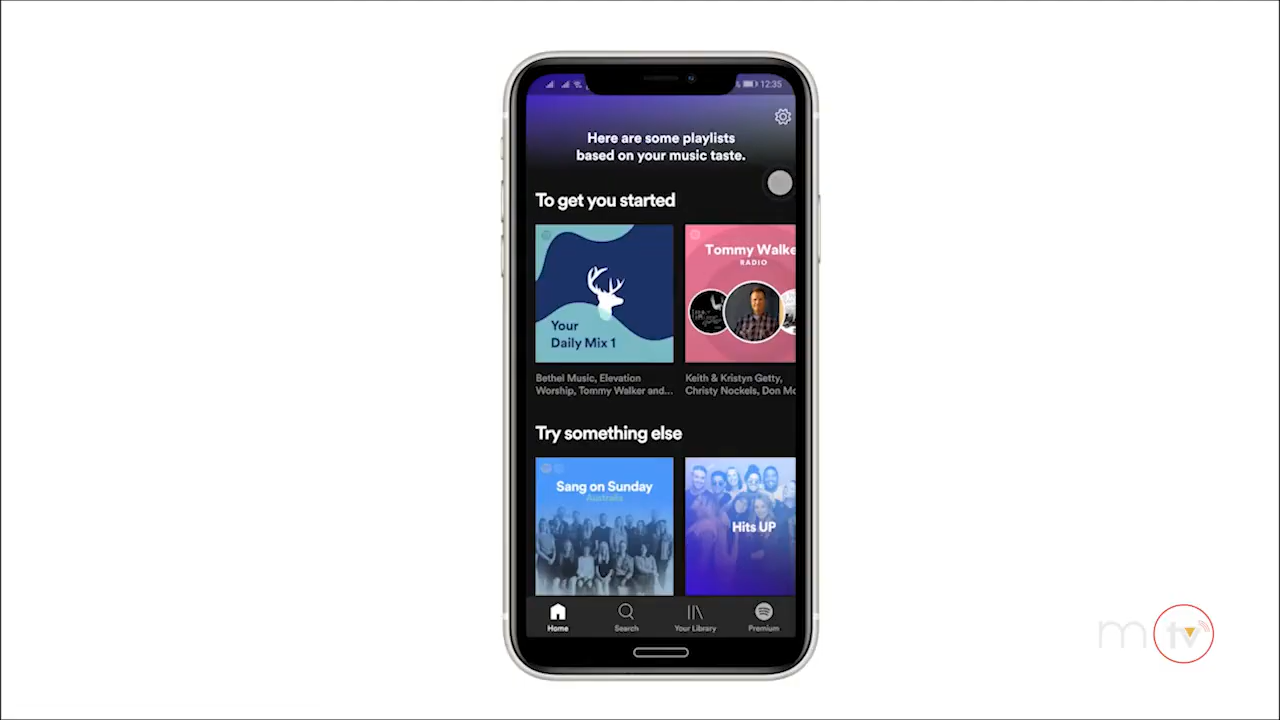 12:35
Here are some playlists
based on your music taste.
To get you started
Your
Daily Mix 1
Tommy Walke
RADIO
Bethel Music, Elevation
Worship, Tommy Walker and...
Keith & Kristyn Getty,
Christy Nockels, Don Mo
Try something else
Sang on Sunday
Australia
Hits UP
Home
Search
Your Library
Premium
m tv